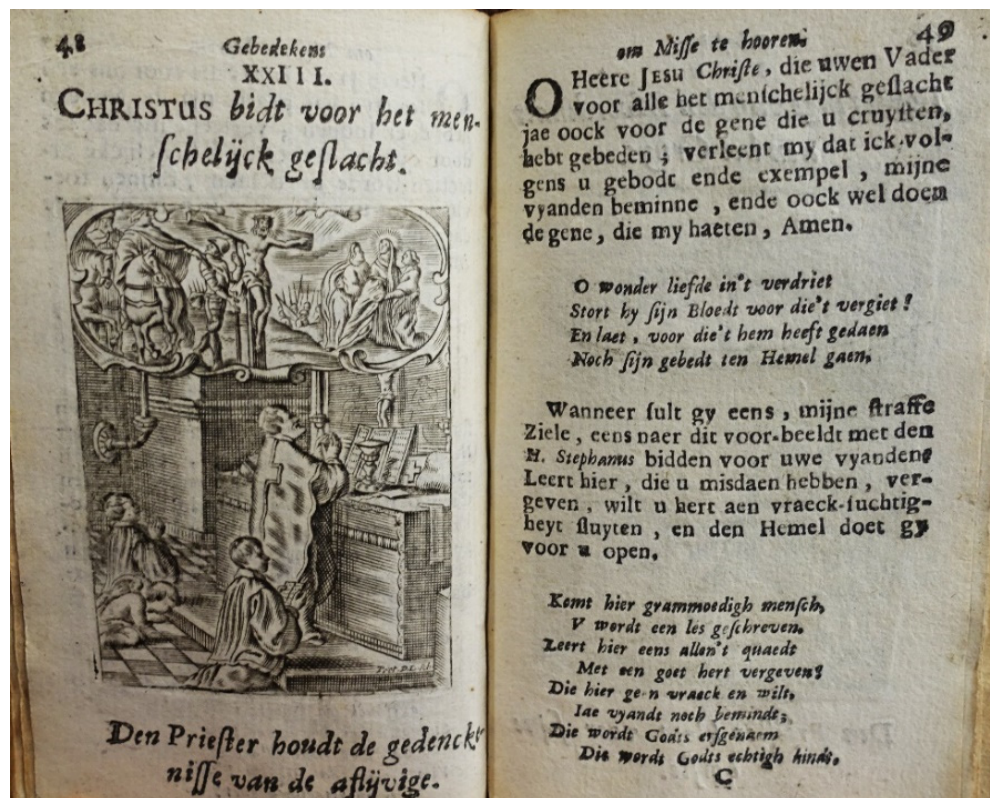 48
Gebedekens
XXIII.
CHRISTUS bidt voor het men-
schelijck geslacht.
Den Priester houdt de gedenck-
nisse van de aflijvige.
49
om Misse te hooren.
O Heere JESU Christe, die uwen Vader
voor alle het menschelijck geslacht
jae oock voor de gene die u cruysten,
hebt gebeden ; verleent my dat ick vol-
gens u gebodt ende exempel , mijne
vyanden beminne , ende oock wel doen
de gene, die my haeten , Amen.
O wonder liefde in't verdriet
Stort hy sijn Bloedt voor die't vergiet !
En laet , voor die't hem heeft gedaen
Noch sijn gebedt ten Hemel gaen.
Wanneer sult gy eens , mijne straffe
Ziele , eens naer dit voor-beeldt met den
H. Stephanus bidden voor uwe vyanden?
Leert hier , die u misdaen hebben , ver-
geven , wilt u hert aen vraeck-suchtig-
heyt sluyten , en den Hemel doet gy
voor u open.
Komt hier grammoedigh mensch,
V wordt een les geschreven.
Leert hier eens allen't quaedt
Met een goet hert vergeven?
Die hier geen vraeck en wilt,
Iae vyandt noch bemindt;
Die wordt Godts erfgenaem
Die wordt Godts echtigh kindt.
C